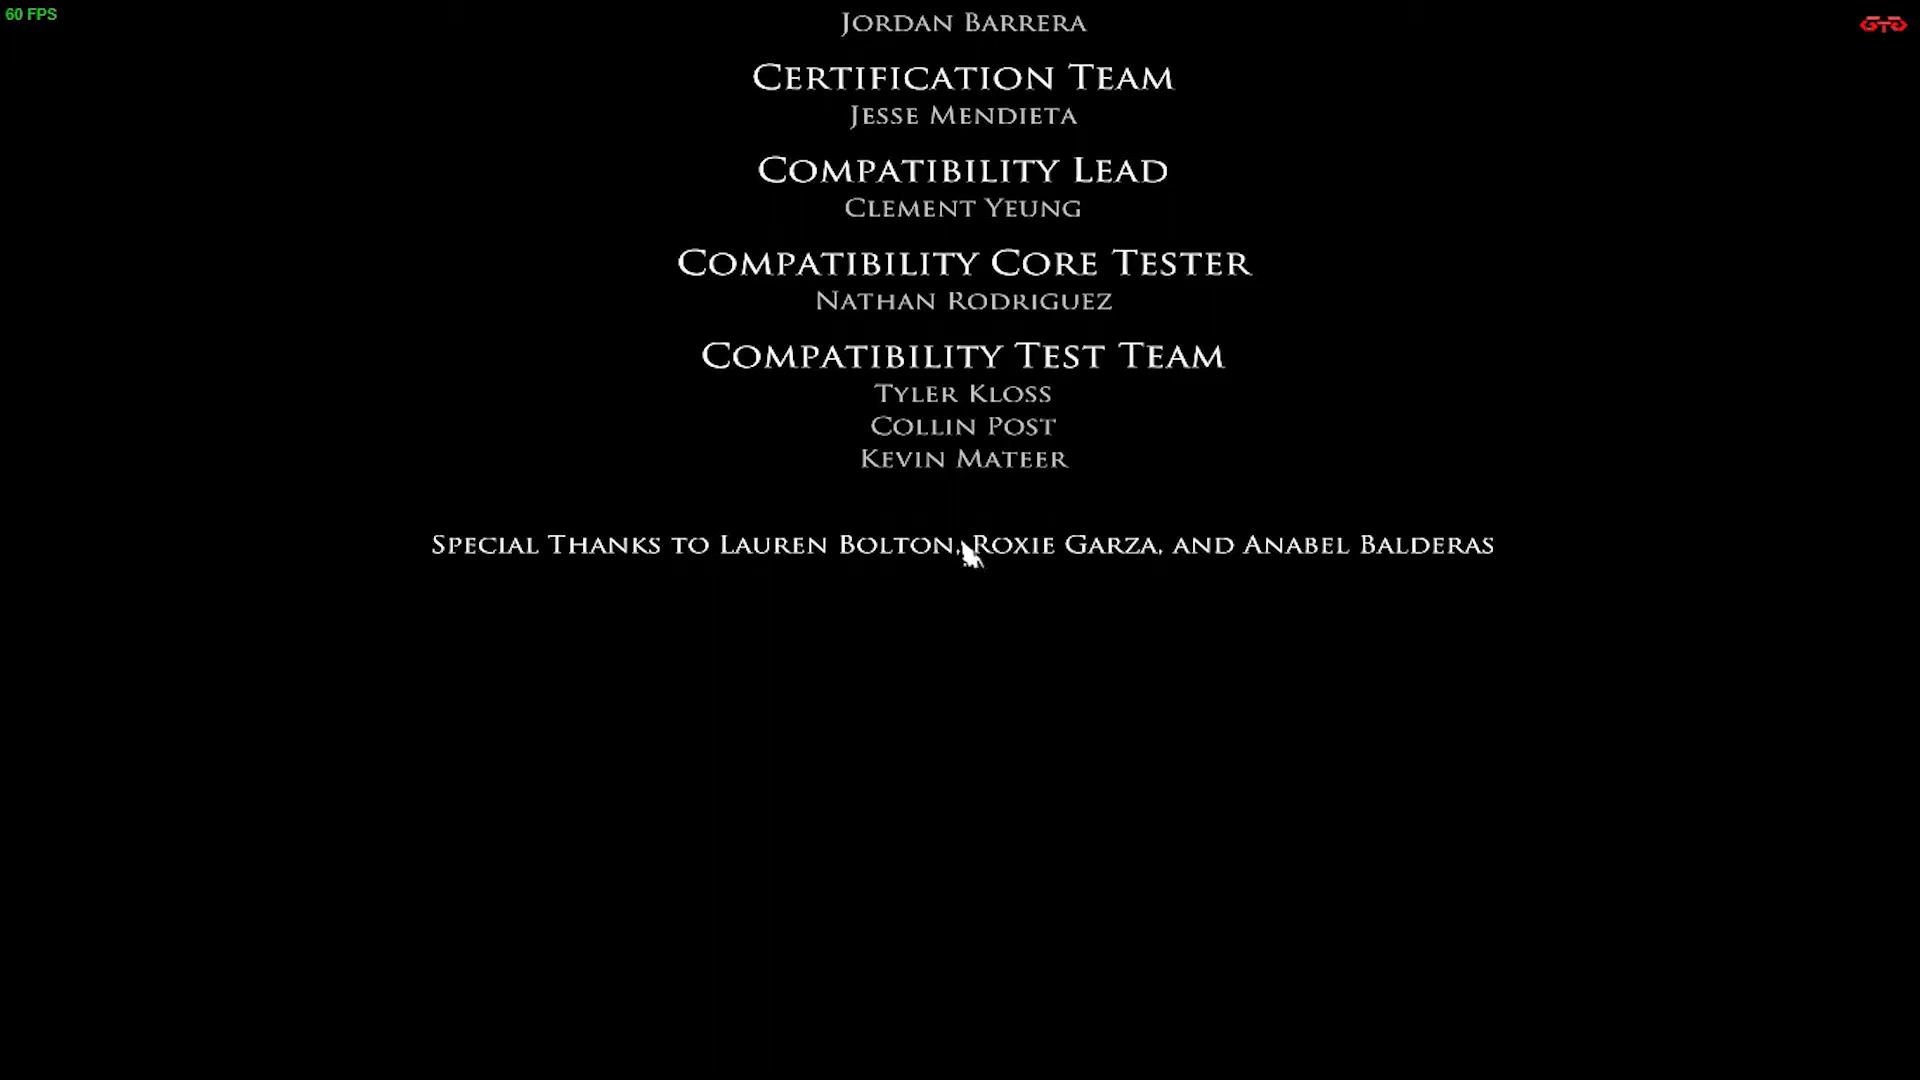 60 FPS
GTG
Jordan Barrera
Certification Team
Jesse Mendieta
Compatibility Lead
Clement Yeung
Compatibility Core Tester
Nathan Rodriguez
Compatibility Test Team
Tyler Kloss
Collin Post
Kevin Mateer
Special Thanks to Lauren Bolton, Roxie Garza, and Anabel Balderas